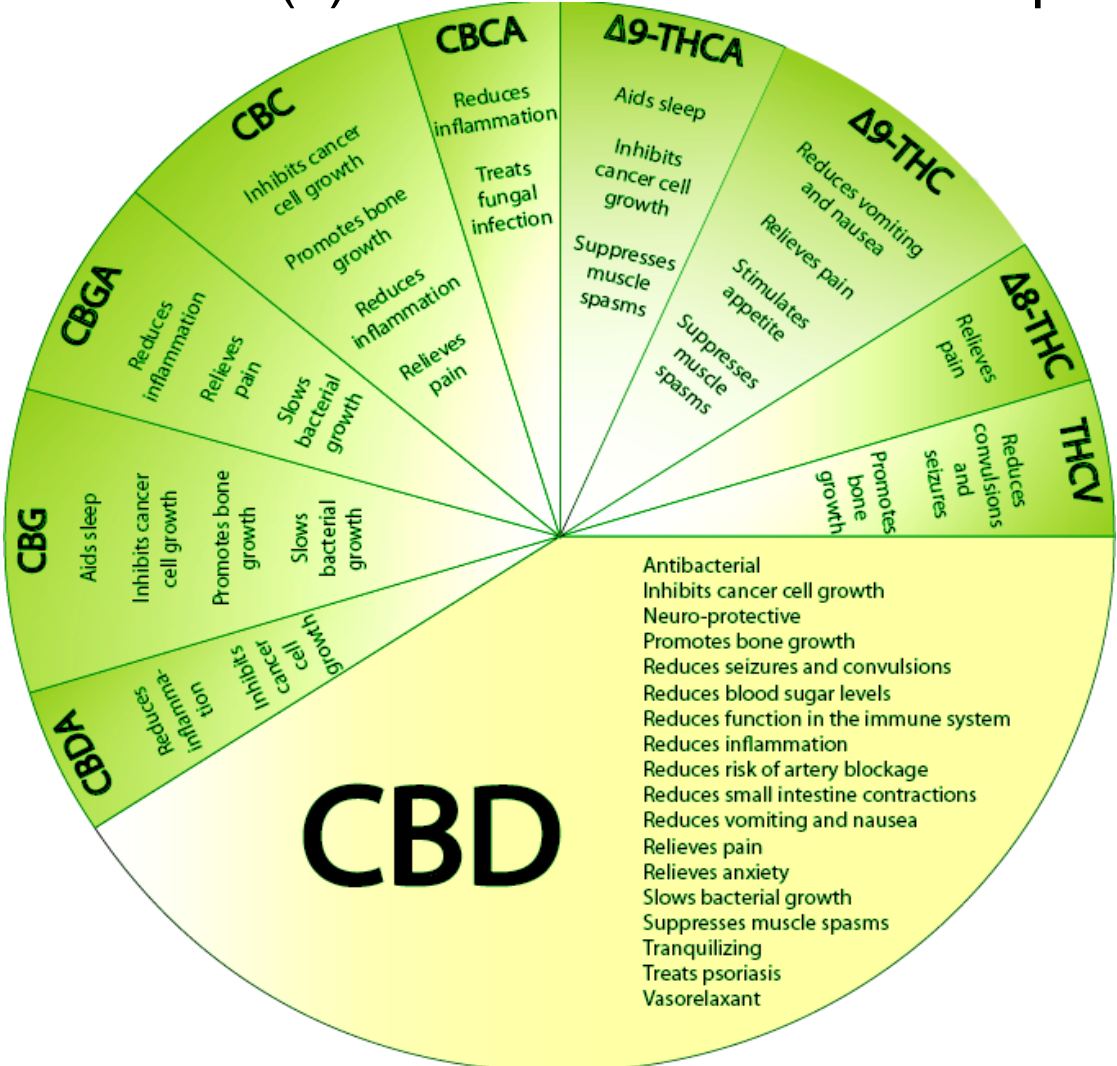 CBCA
Reduces
inflammation
Treats
fungal
infection
Δ9-THCA
Aids sleep
Inhibits
cancer cell
growth
Suppresses
muscle
spasms
Δ9-THC
Reduces vomiting
and nausea
Relieves pain
Stimulates
appetite
Suppresses
muscle
spasms
Δ8-THC
Relieves
pain
THCV
Reduces
convulsions
and
seizures
Promotes
bone
growth
CBD
Antibacterial
Inhibits cancer cell growth
Neuro-protective
Promotes bone growth
Reduces seizures and convulsions
Reduces blood sugar levels
Reduces function in the immune system
Reduces inflammation
Reduces risk of artery blockage
Reduces small intestine contractions
Reduces vomiting and nausea
Relieves pain
Relieves anxiety
Slows bacterial growth
Suppresses muscle spasms
Tranquilizing
Treats psoriasis
Vasorelaxant
CBDA
Reduces
inflamma-
tion
Inhibits
cancer
cell
growth
CBG
Aids sleep
Inhibits cancer
cell growth
Promotes bone
growth
Slows
bacterial
growth
CBGA
Reduces
inflammation
Relieves
pain
Slows
bacterial
growth
CBC
Inhibits cancer
cell growth
Promotes bone
growth
Reduces
inflammation
Relieves
pain